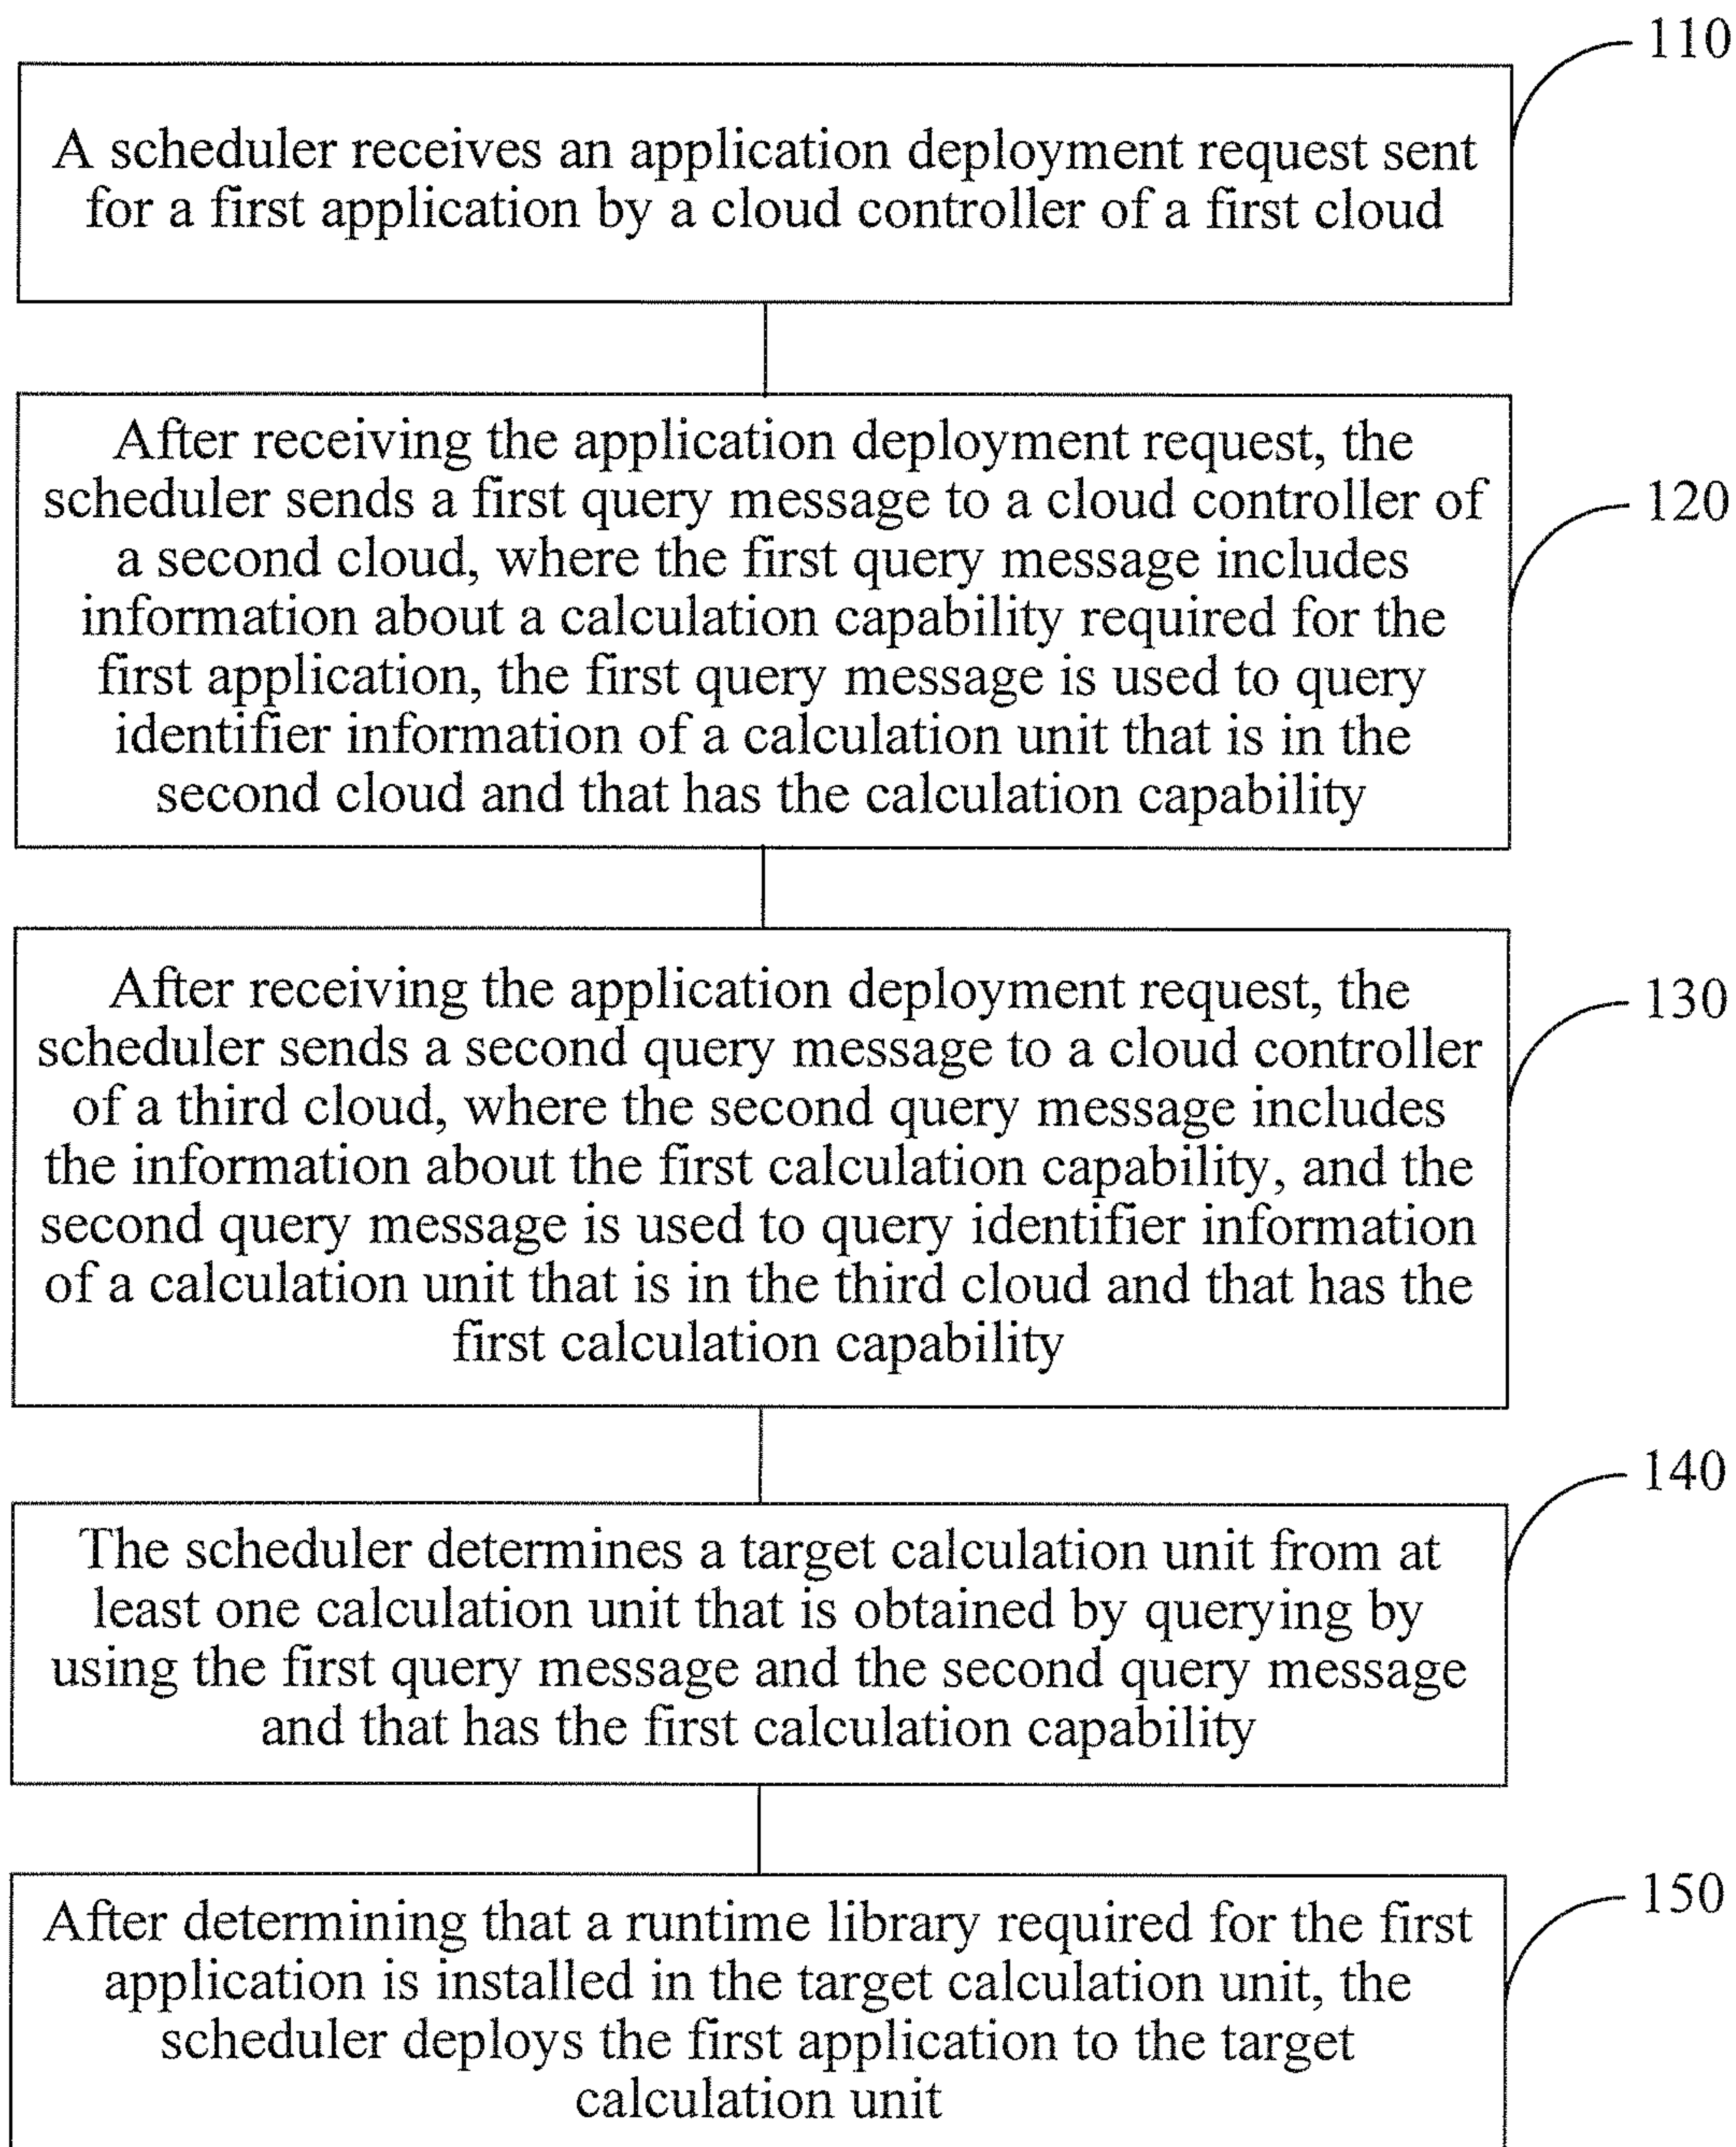 110
A scheduler receives an application deployment request sent
for a first application by a cloud controller of a first cloud
After receiving the application deployment request, the
scheduler sends a first query message to a cloud controller of
a second cloud, where the first query message includes
information about a calculation capability required for the
first application, the first query message is used to query
identifier information of a calculation unit that is in the
second cloud and that has the calculation capability
120
After receiving the application deployment request, the
scheduler sends a second query message to a cloud controller
of a third cloud, where the second query message includes
the information about the first calculation capability, and the
second query message is used to query identifier information
of a calculation unit that is in the third cloud and that has the
first calculation capability
130
The scheduler determines a target calculation unit from at
least one calculation unit that is obtained by querying by
using the first query message and the second query message
and that has the first calculation capability
140
After determining that a runtime library required for the first
application is installed in the target calculation unit, the
scheduler deploys the first application to the target
calculation unit
150